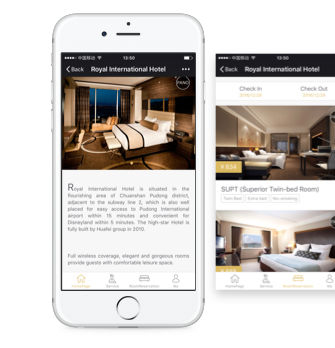 中国移动
13:50
Back
Royal International Hotel
PANO
Royal International Hotel is situated in the
flourishing area of Chuanshan Pudong district,
adjacent to the subway line 2, which is also well
placed for easy access to Pudong International
airport within 15 minutes and convenient for
Disneyland within 5 minutes. The high-star Hotel is
fully built by Huafei group in 2010.
Full wireless coverage, elegant and gorgeous rooms
provide guests with comfortable leisure space.
HomePage
Service
RoomReservation
My
中国移动
13:50
Back
Royal International Hotel
Check In
Check Out
SUPT (Superior Twin-bed Room)
Twin-Bed
Extra-bed
No smoking
HomePage
Service
RoomReservation